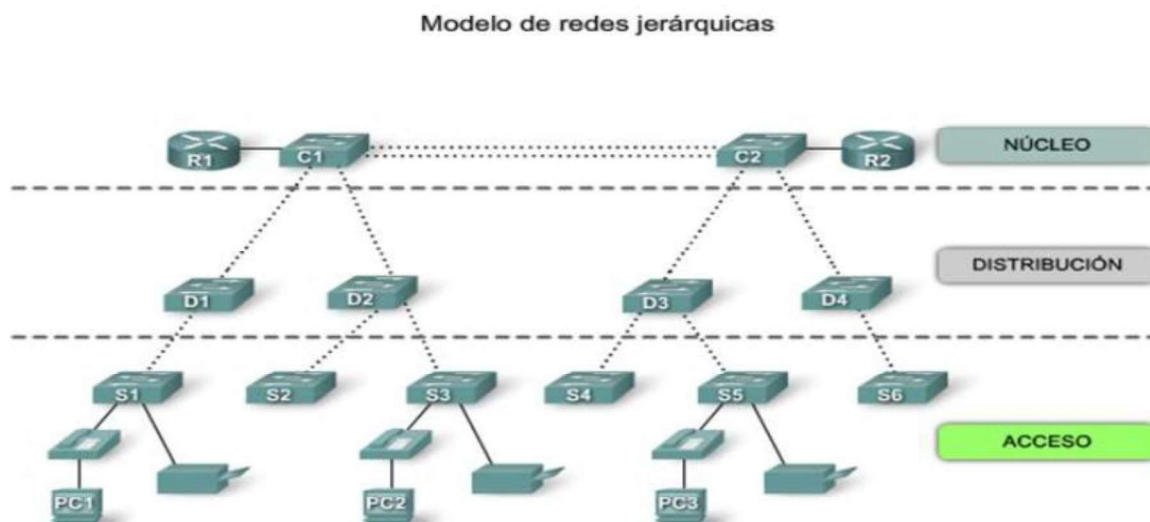 Modelo de redes jerárquicas
R1 C1 C2 R2 NÚCLEO
D1 D2 D3 D4 DISTRIBUCIÓN
S1 S2 S3 S4 S5 S6
ACCESO
PC1 PC2 PC3